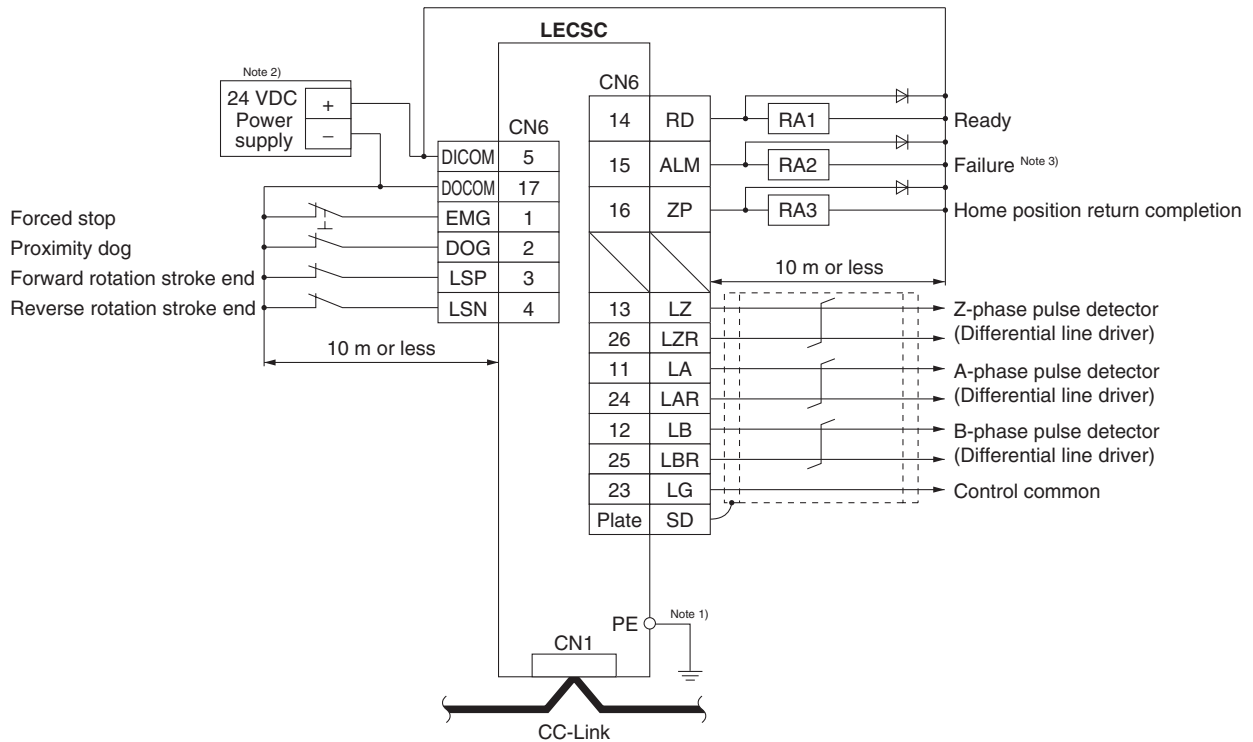 LECSC
Note 2)
24 VDC
Power
supply
+
−
CN6
DICOM 5
DOCOM 17
EMG 1
DOG 2
LSP 3
LSN 4
Forced stop
Proximity dog
Forward rotation stroke end
Reverse rotation stroke end
10 m or less
CN6
14 RD RA1 Ready
15 ALM RA2 Failure Note 3)
16 ZP RA3 Home position return completion
10 m or less
13 LZ Z-phase pulse detector
26 LZR (Differential line driver)
11 LA A-phase pulse detector
24 LAR (Differential line driver)
12 LB B-phase pulse detector
25 LBR (Differential line driver)
23 LG Control common
Plate SD
PE Note 1)
CN1
CC-Link